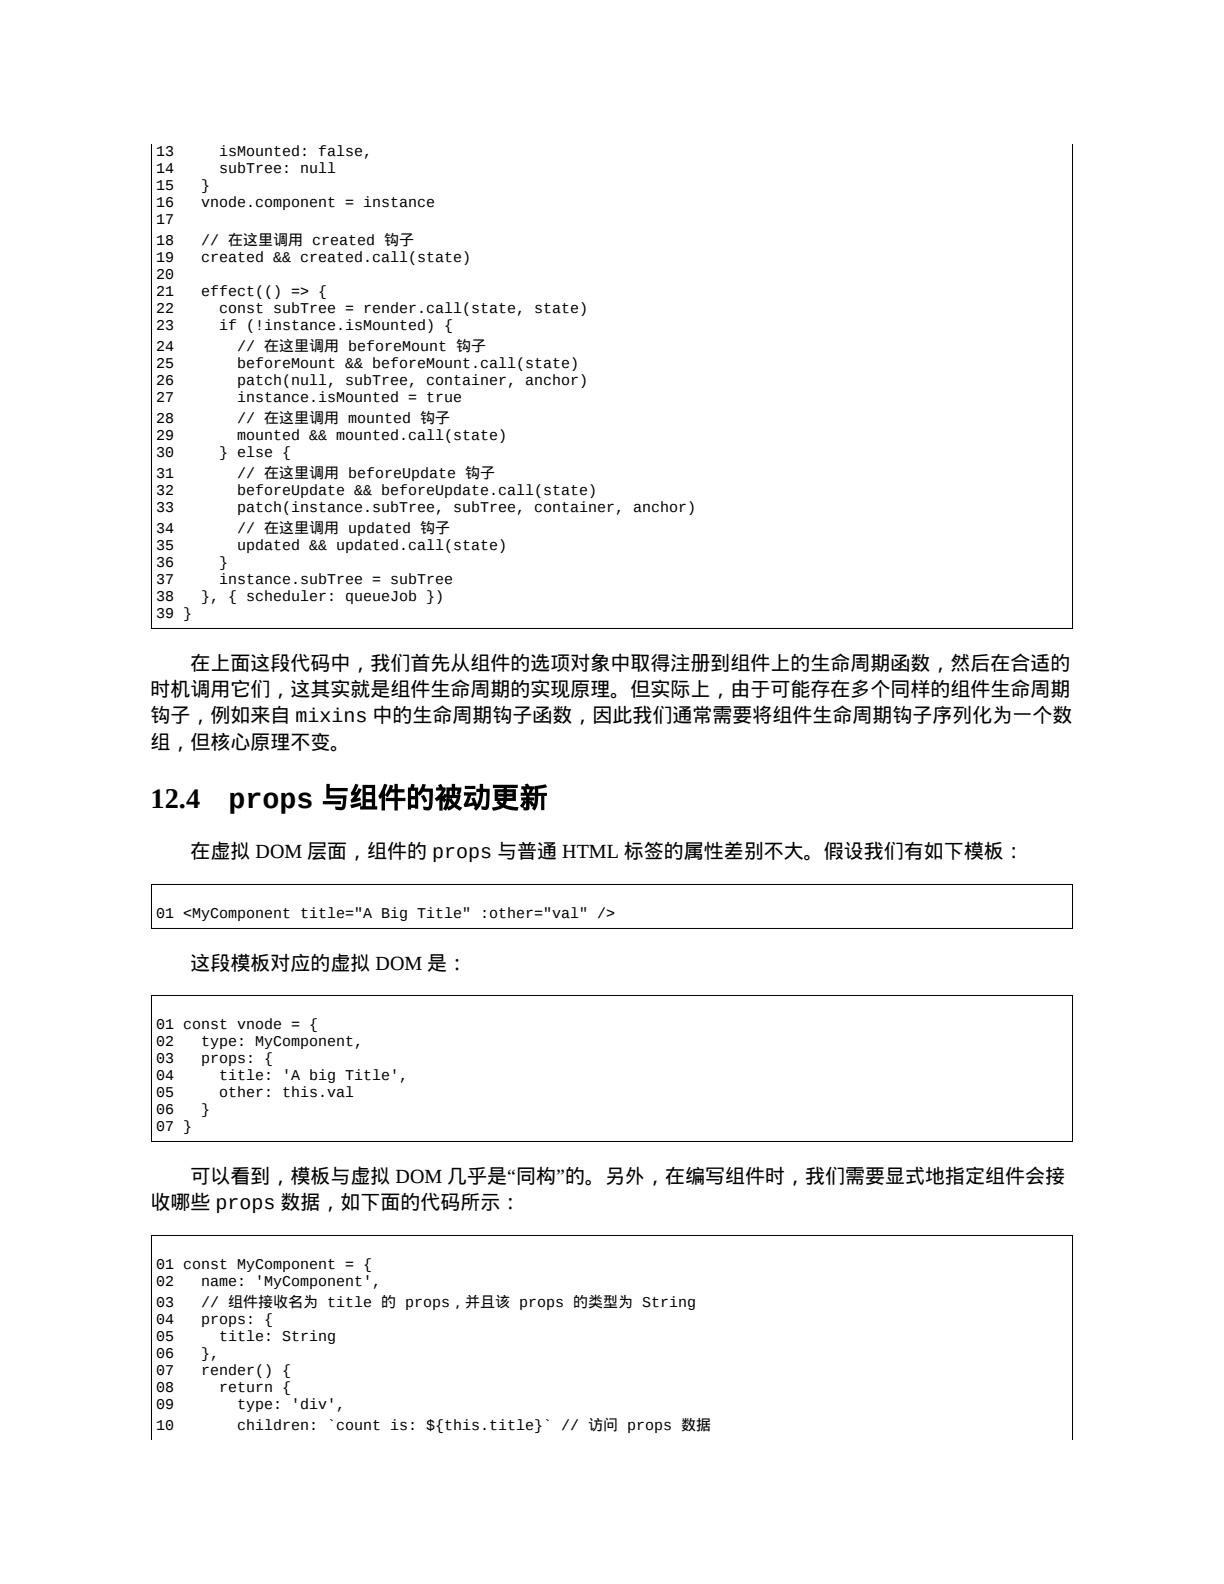 13     isMounted: false,
14     subTree: null
15   }
16   vnode.component = instance
17
18   // 在这里调用 created 钩子
19   created && created.call(state)
20
21   effect(() => {
22     const subTree = render.call(state, state)
23     if (!instance.isMounted) {
24       // 在这里调用 beforeMount 钩子
25       beforeMount && beforeMount.call(state)
26       patch(null, subTree, container, anchor)
27       instance.isMounted = true
28       // 在这里调用 mounted 钩子
29       mounted && mounted.call(state)
30     } else {
31       // 在这里调用 beforeUpdate 钩子
32       beforeUpdate && beforeUpdate.call(state)
33       patch(instance.subTree, subTree, container, anchor)
34       // 在这里调用 updated 钩子
35       updated && updated.call(state)
36     }
37     instance.subTree = subTree
38   }, { scheduler: queueJob })
39 }
在上面这段代码中，我们首先从组件的选项对象中取得注册到组件上的生命周期函数，然后在合适的
时机调用它们，这其实就是组件生命周期的实现原理。但实际上，由于可能存在多个同样的组件生命周期
钩子，例如来自 mixins 中的生命周期钩子函数，因此我们通常需要将组件生命周期钩子序列化为一个数
组，但核心原理不变。
12.4 props 与组件的被动更新
在虚拟 DOM 层面，组件的 props 与普通 HTML 标签的属性差别不大。假设我们有如下模板：
01 <MyComponent title="A Big Title" :other="val" />
这段模板对应的虚拟 DOM 是：
01 const vnode = {
02   type: MyComponent,
03   props: {
04     title: 'A big Title',
05     other: this.val
06   }
07 }
可以看到，模板与虚拟 DOM 几乎是“同构”的。另外，在编写组件时，我们需要显式地指定组件会接
收哪些 props 数据，如下面的代码所示：
01 const MyComponent = {
02   name: 'MyComponent',
03   // 组件接收名为 title 的 props，并且该 props 的类型为 String
04   props: {
05     title: String
06   },
07   render() {
08     return {
09       type: 'div',
10       children: `count is: ${this.title}` // 访问 props 数据